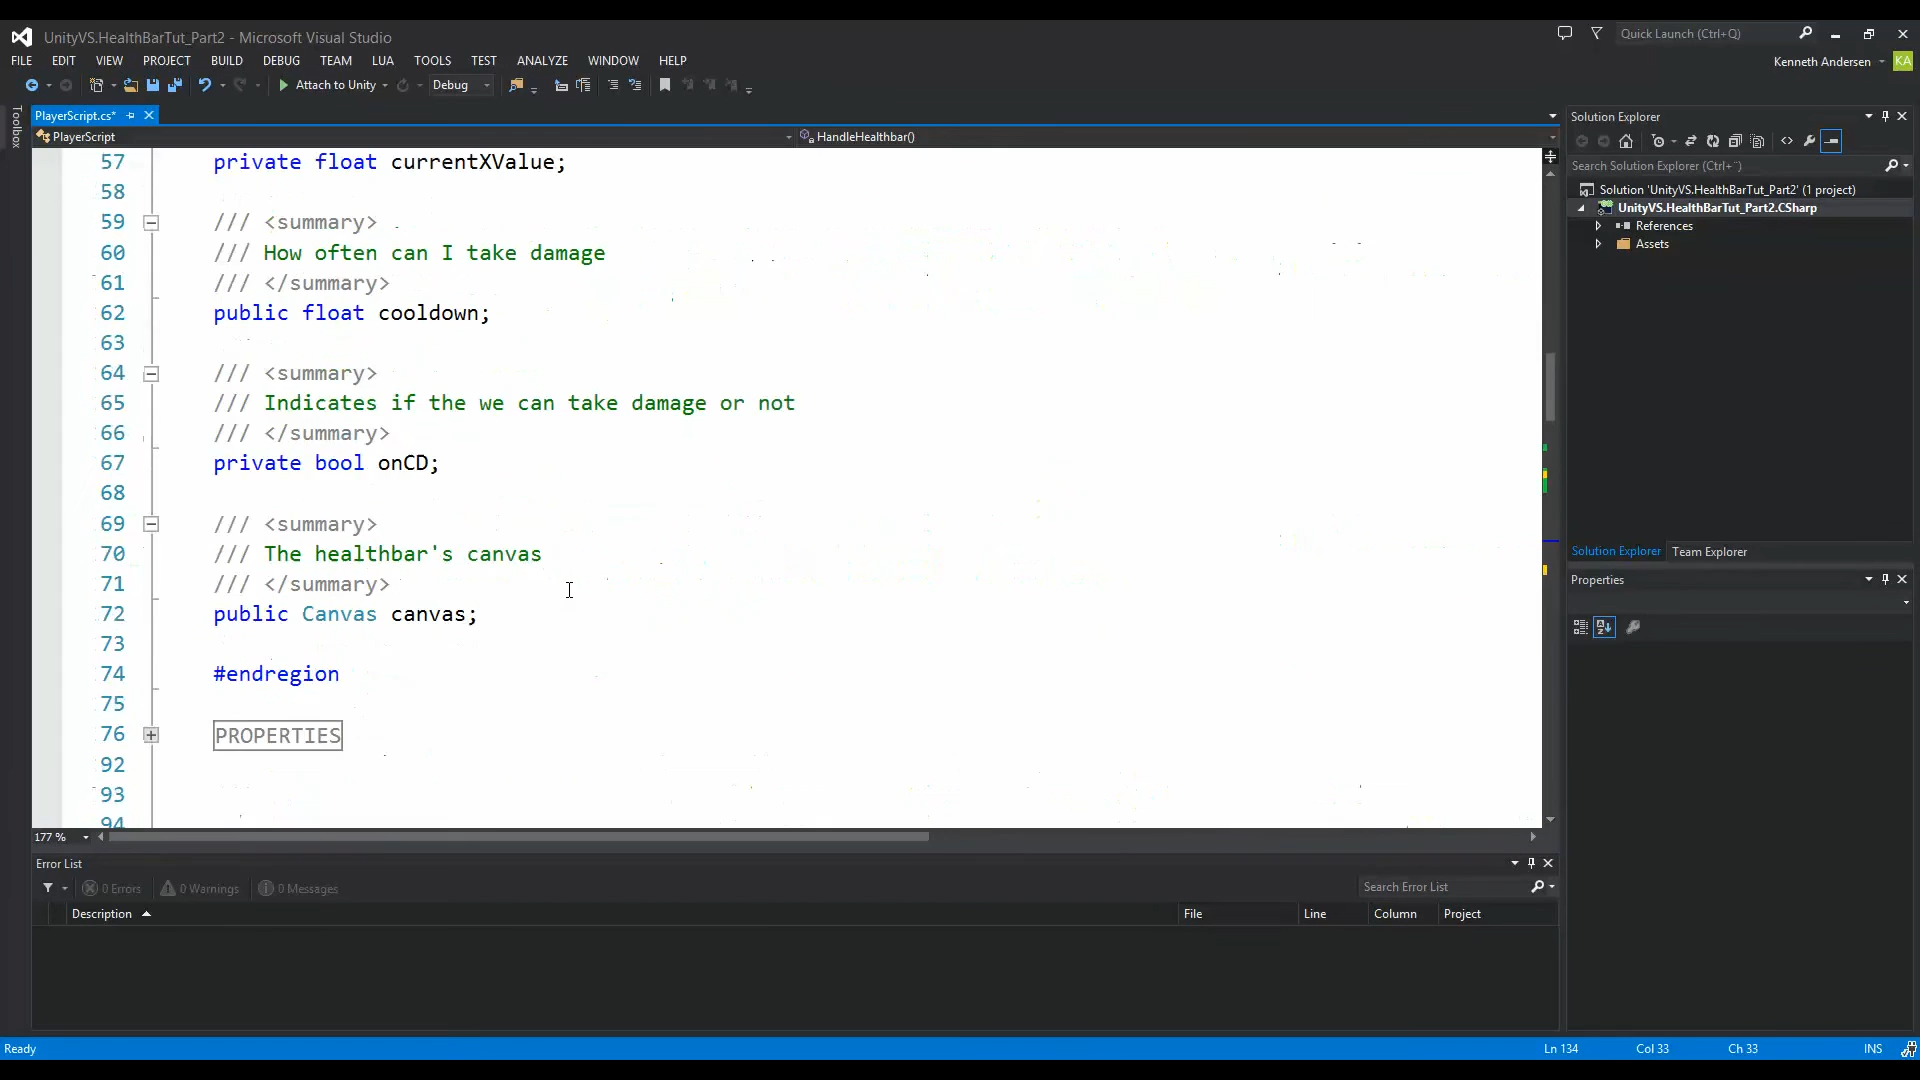 UnityVS.HealthBarTut_Part2 - Microsoft Visual Studio
Quick Launch (Ctrl+Q)
FILE EDIT VIEW PROJECT BUILD DEBUG TEAM LUA TOOLS TEST ANALYZE WINDOW HELP
Kenneth Andersen KA
Attach to Unity Debug
Toolbox
PlayerScript.cs*
PlayerScript HandleHealthbar()
57 private float currentXValue;
58
59 /// <summary>
60 /// How often can I take damage
61 /// </summary>
62 public float cooldown;
63
64 /// <summary>
65 /// Indicates if the we can take damage or not
66 /// </summary>
67 private bool onCD;
68
69 /// <summary>
70 /// The healthbar's canvas
71 /// </summary>
72 public Canvas canvas;
73
74 #endregion
75
76 PROPERTIES
92
93
94
177 %
Solution Explorer
Search Solution Explorer (Ctrl+¨)
Solution 'UnityVS.HealthBarTut_Part2' (1 project)
UnityVS.HealthBarTut_Part2.CSharp
References
Assets
Solution Explorer Team Explorer
Properties
Error List
0 Errors 0 Warnings 0 Messages
Search Error List
Description File Line Column Project
Ready Ln 134 Col 33 Ch 33 INS